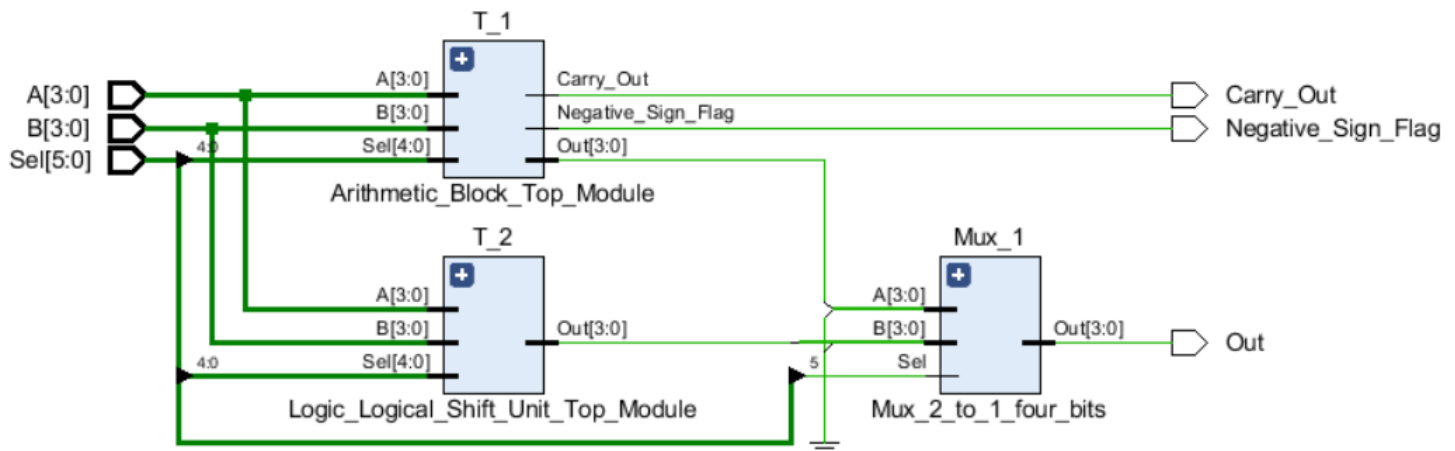 T_1
A[3:0]
B[3:0]
Sel[5:0]
4:0
A[3:0]
B[3:0]
Sel[4:0]
Carry_Out
Negative_Sign_Flag
Out[3:0]
Carry_Out
Negative_Sign_Flag
Arithmetic_Block_Top_Module
T_2
4:0
A[3:0]
B[3:0]
Sel[4:0]
Out[3:0]
Logic_Logical_Shift_Unit_Top_Module
Mux_1
A[3:0]
B[3:0]
5
Sel
Out[3:0]
Out
Mux_2_to_1_four_bits